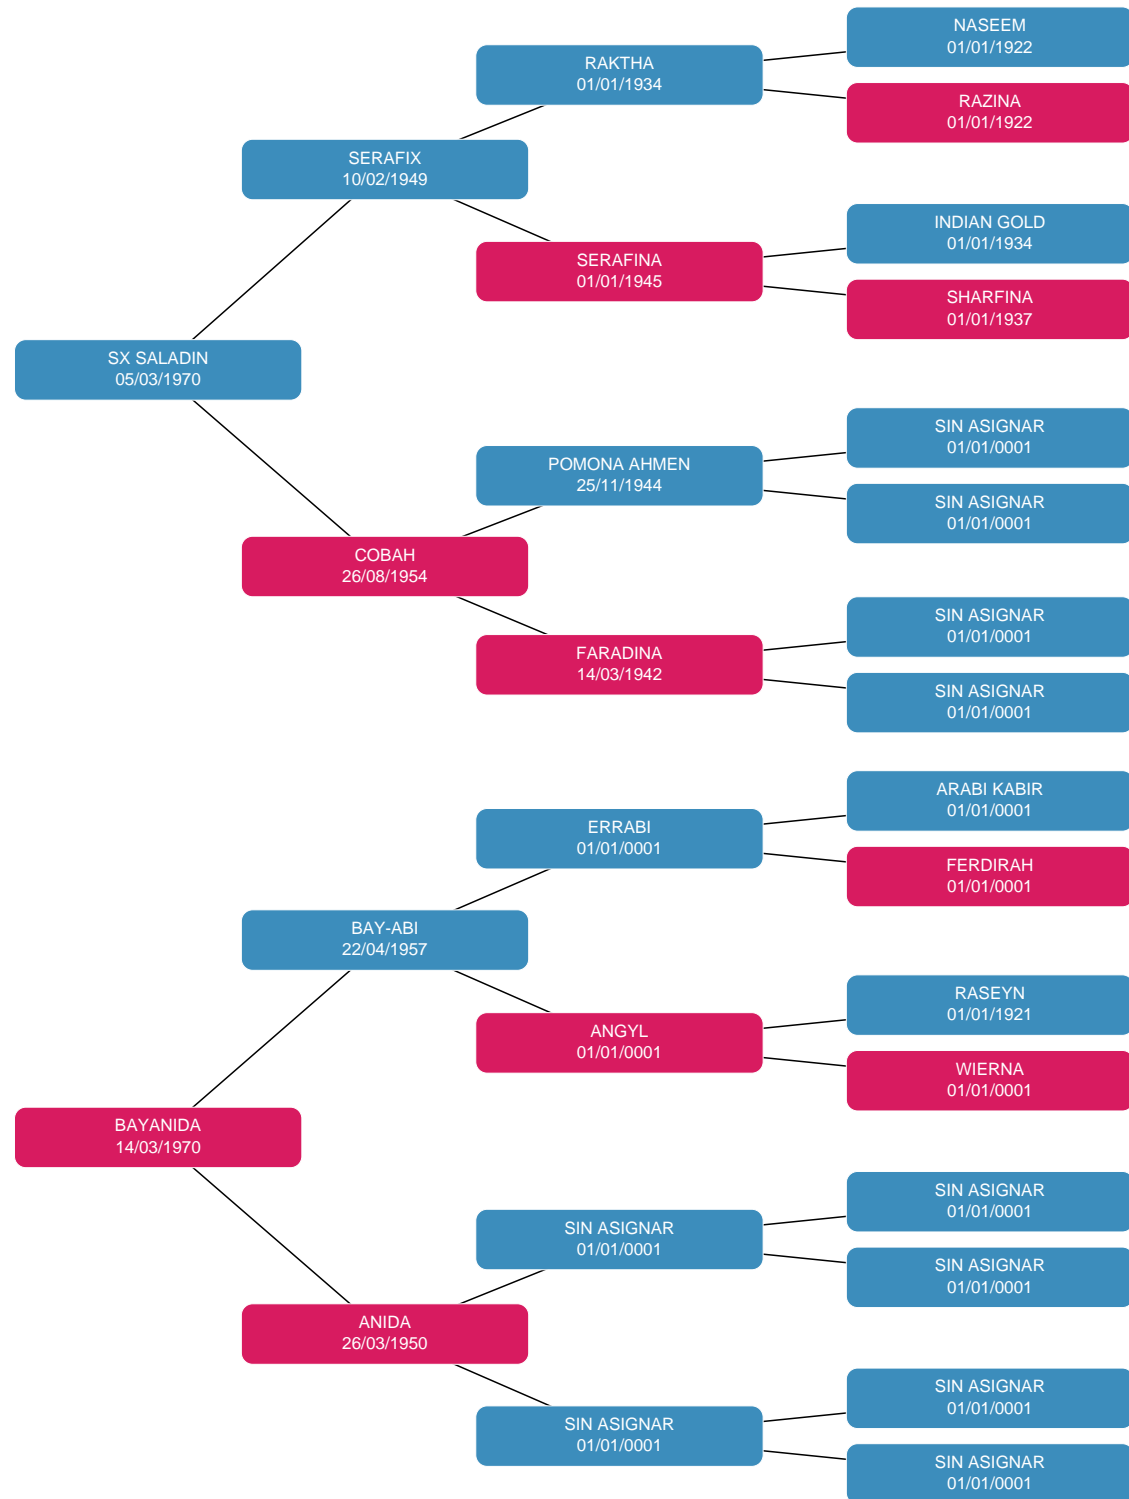 NASEEM
01/01/1922
RAKTHA
01/01/1934
RAZINA
01/01/1922
SERAFIX
10/02/1949
INDIAN GOLD
01/01/1934
SERAFINA
01/01/1945
SHARFINA
01/01/1937
SX SALADIN
05/03/1970
SIN ASIGNAR
01/01/0001
POMONA AHMEN
25/11/1944
SIN ASIGNAR
01/01/0001
COBAH
26/08/1954
SIN ASIGNAR
01/01/0001
FARADINA
14/03/1942
SIN ASIGNAR
01/01/0001
ARABI KABIR
01/01/0001
ERRABI
01/01/0001
FERDIRAH
01/01/0001
BAY-ABI
22/04/1957
RASEYN
01/01/1921
ANGYL
01/01/0001
WIERNA
01/01/0001
BAYANIDA
14/03/1970
SIN ASIGNAR
01/01/0001
SIN ASIGNAR
01/01/0001
SIN ASIGNAR
01/01/0001
ANIDA
26/03/1950
SIN ASIGNAR
01/01/0001
SIN ASIGNAR
01/01/0001
SIN ASIGNAR
01/01/0001